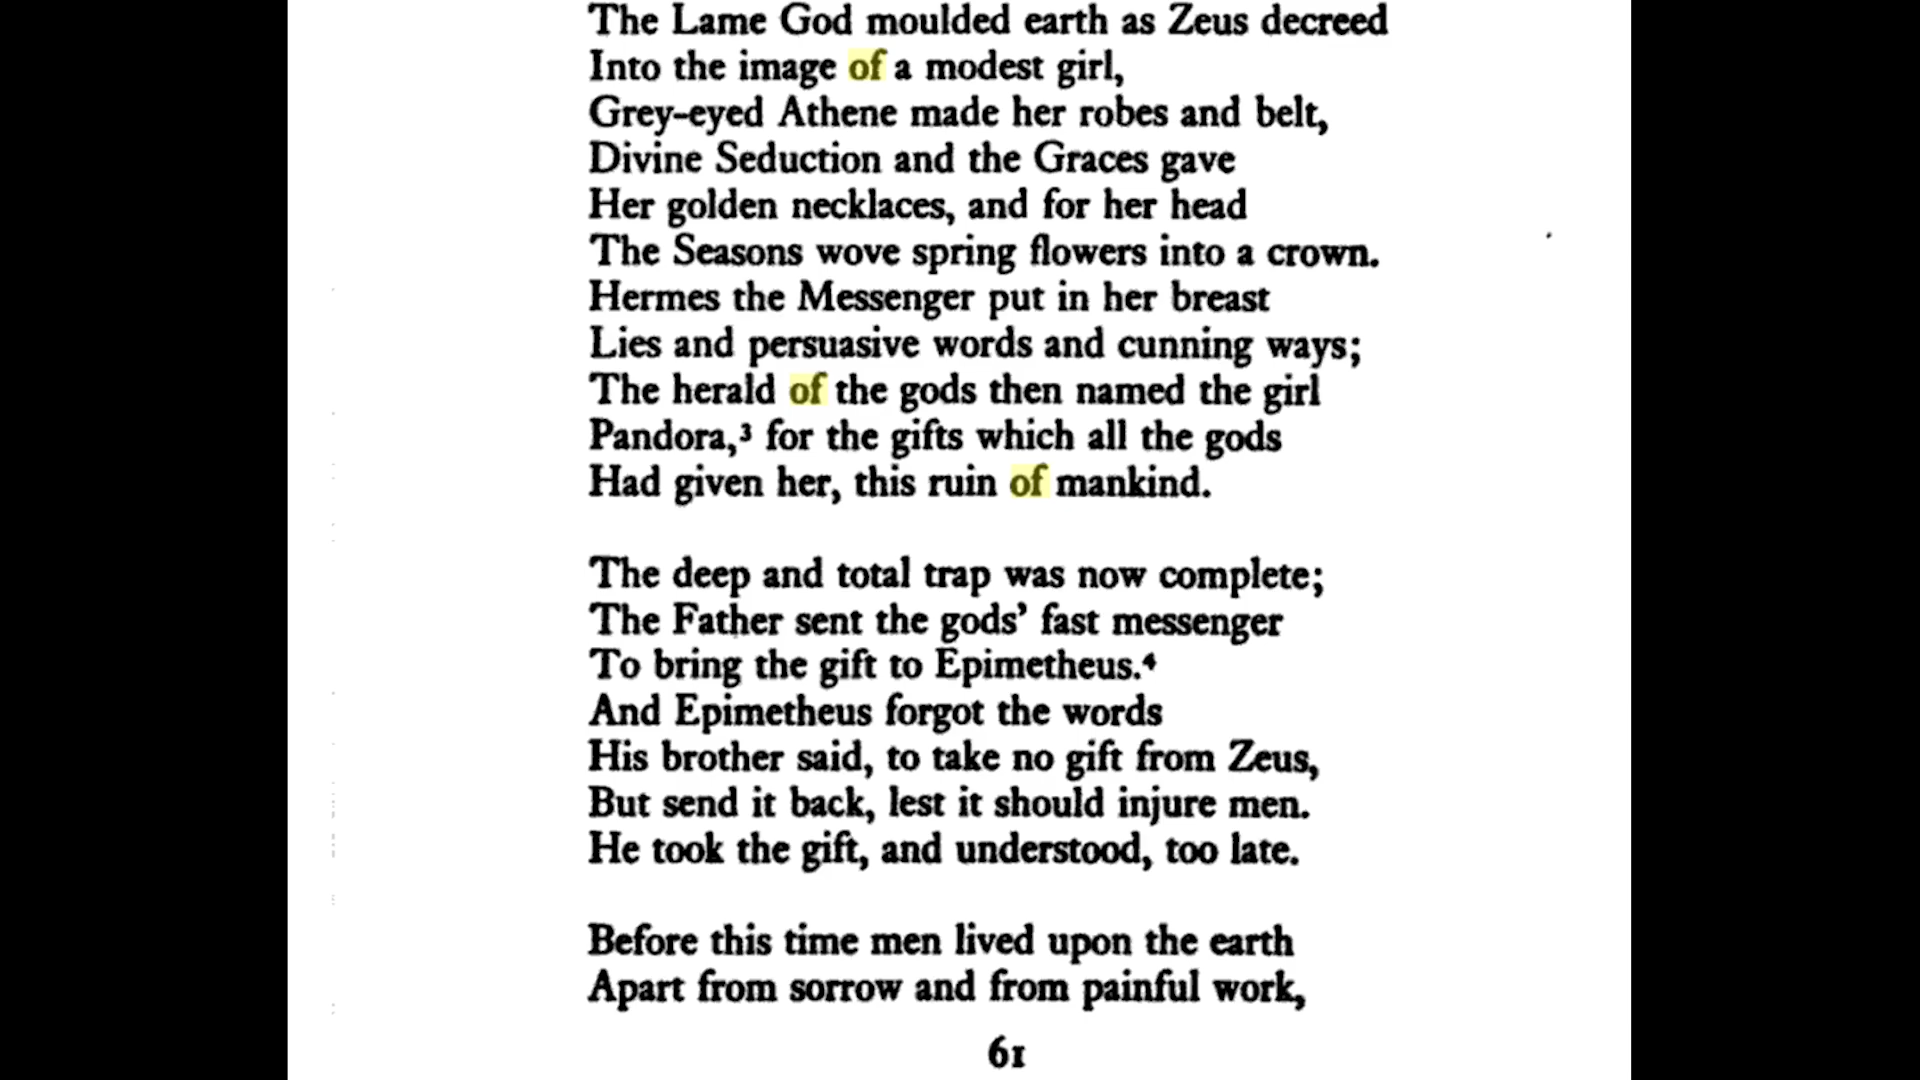 The Lame God moulded earth as Zeus decreed
Into the image of a modest girl,
Grey-eyed Athene made her robes and belt,
Divine Seduction and the Graces gave
Her golden necklaces, and for her head
The Seasons wove spring flowers into a crown.
Hermes the Messenger put in her breast
Lies and persuasive words and cunning ways;
The herald of the gods then named the girl
Pandora,³ for the gifts which all the gods
Had given her, this ruin of mankind.
The deep and total trap was now complete;
The Father sent the gods’ fast messenger
To bring the gift to Epimetheus.⁴
And Epimetheus forgot the words
His brother said, to take no gift from Zeus,
But send it back, lest it should injure men.
He took the gift, and understood, too late.
Before this time men lived upon the earth
Apart from sorrow and from painful work,
61